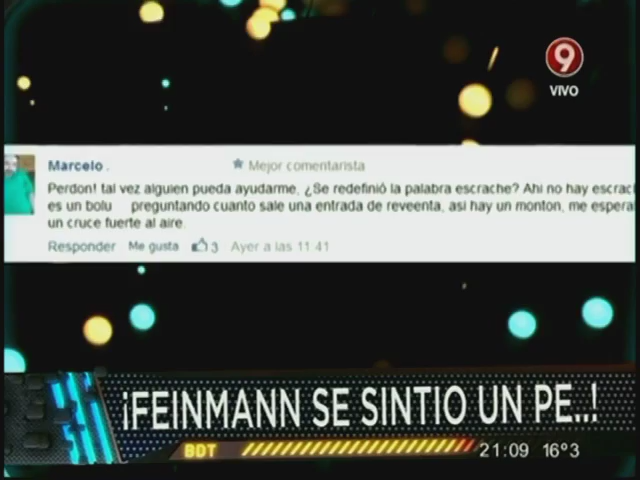 9
VIVO
Marcelo . Mejor comentarista
Perdon! tal vez alguien pueda ayudarme, ¿Se redefinió la palabra escrache? Ahi no hay escrac
es un bolu preguntando cuanto sale una entrada de reveenta, asi hay un monton, me espera
un cruce fuerte al aire.
Responder Me gusta 3 Ayer a las 11:41
¡FEINMANN SE SINTIO UN PE..!
BDT 21:09 16°3